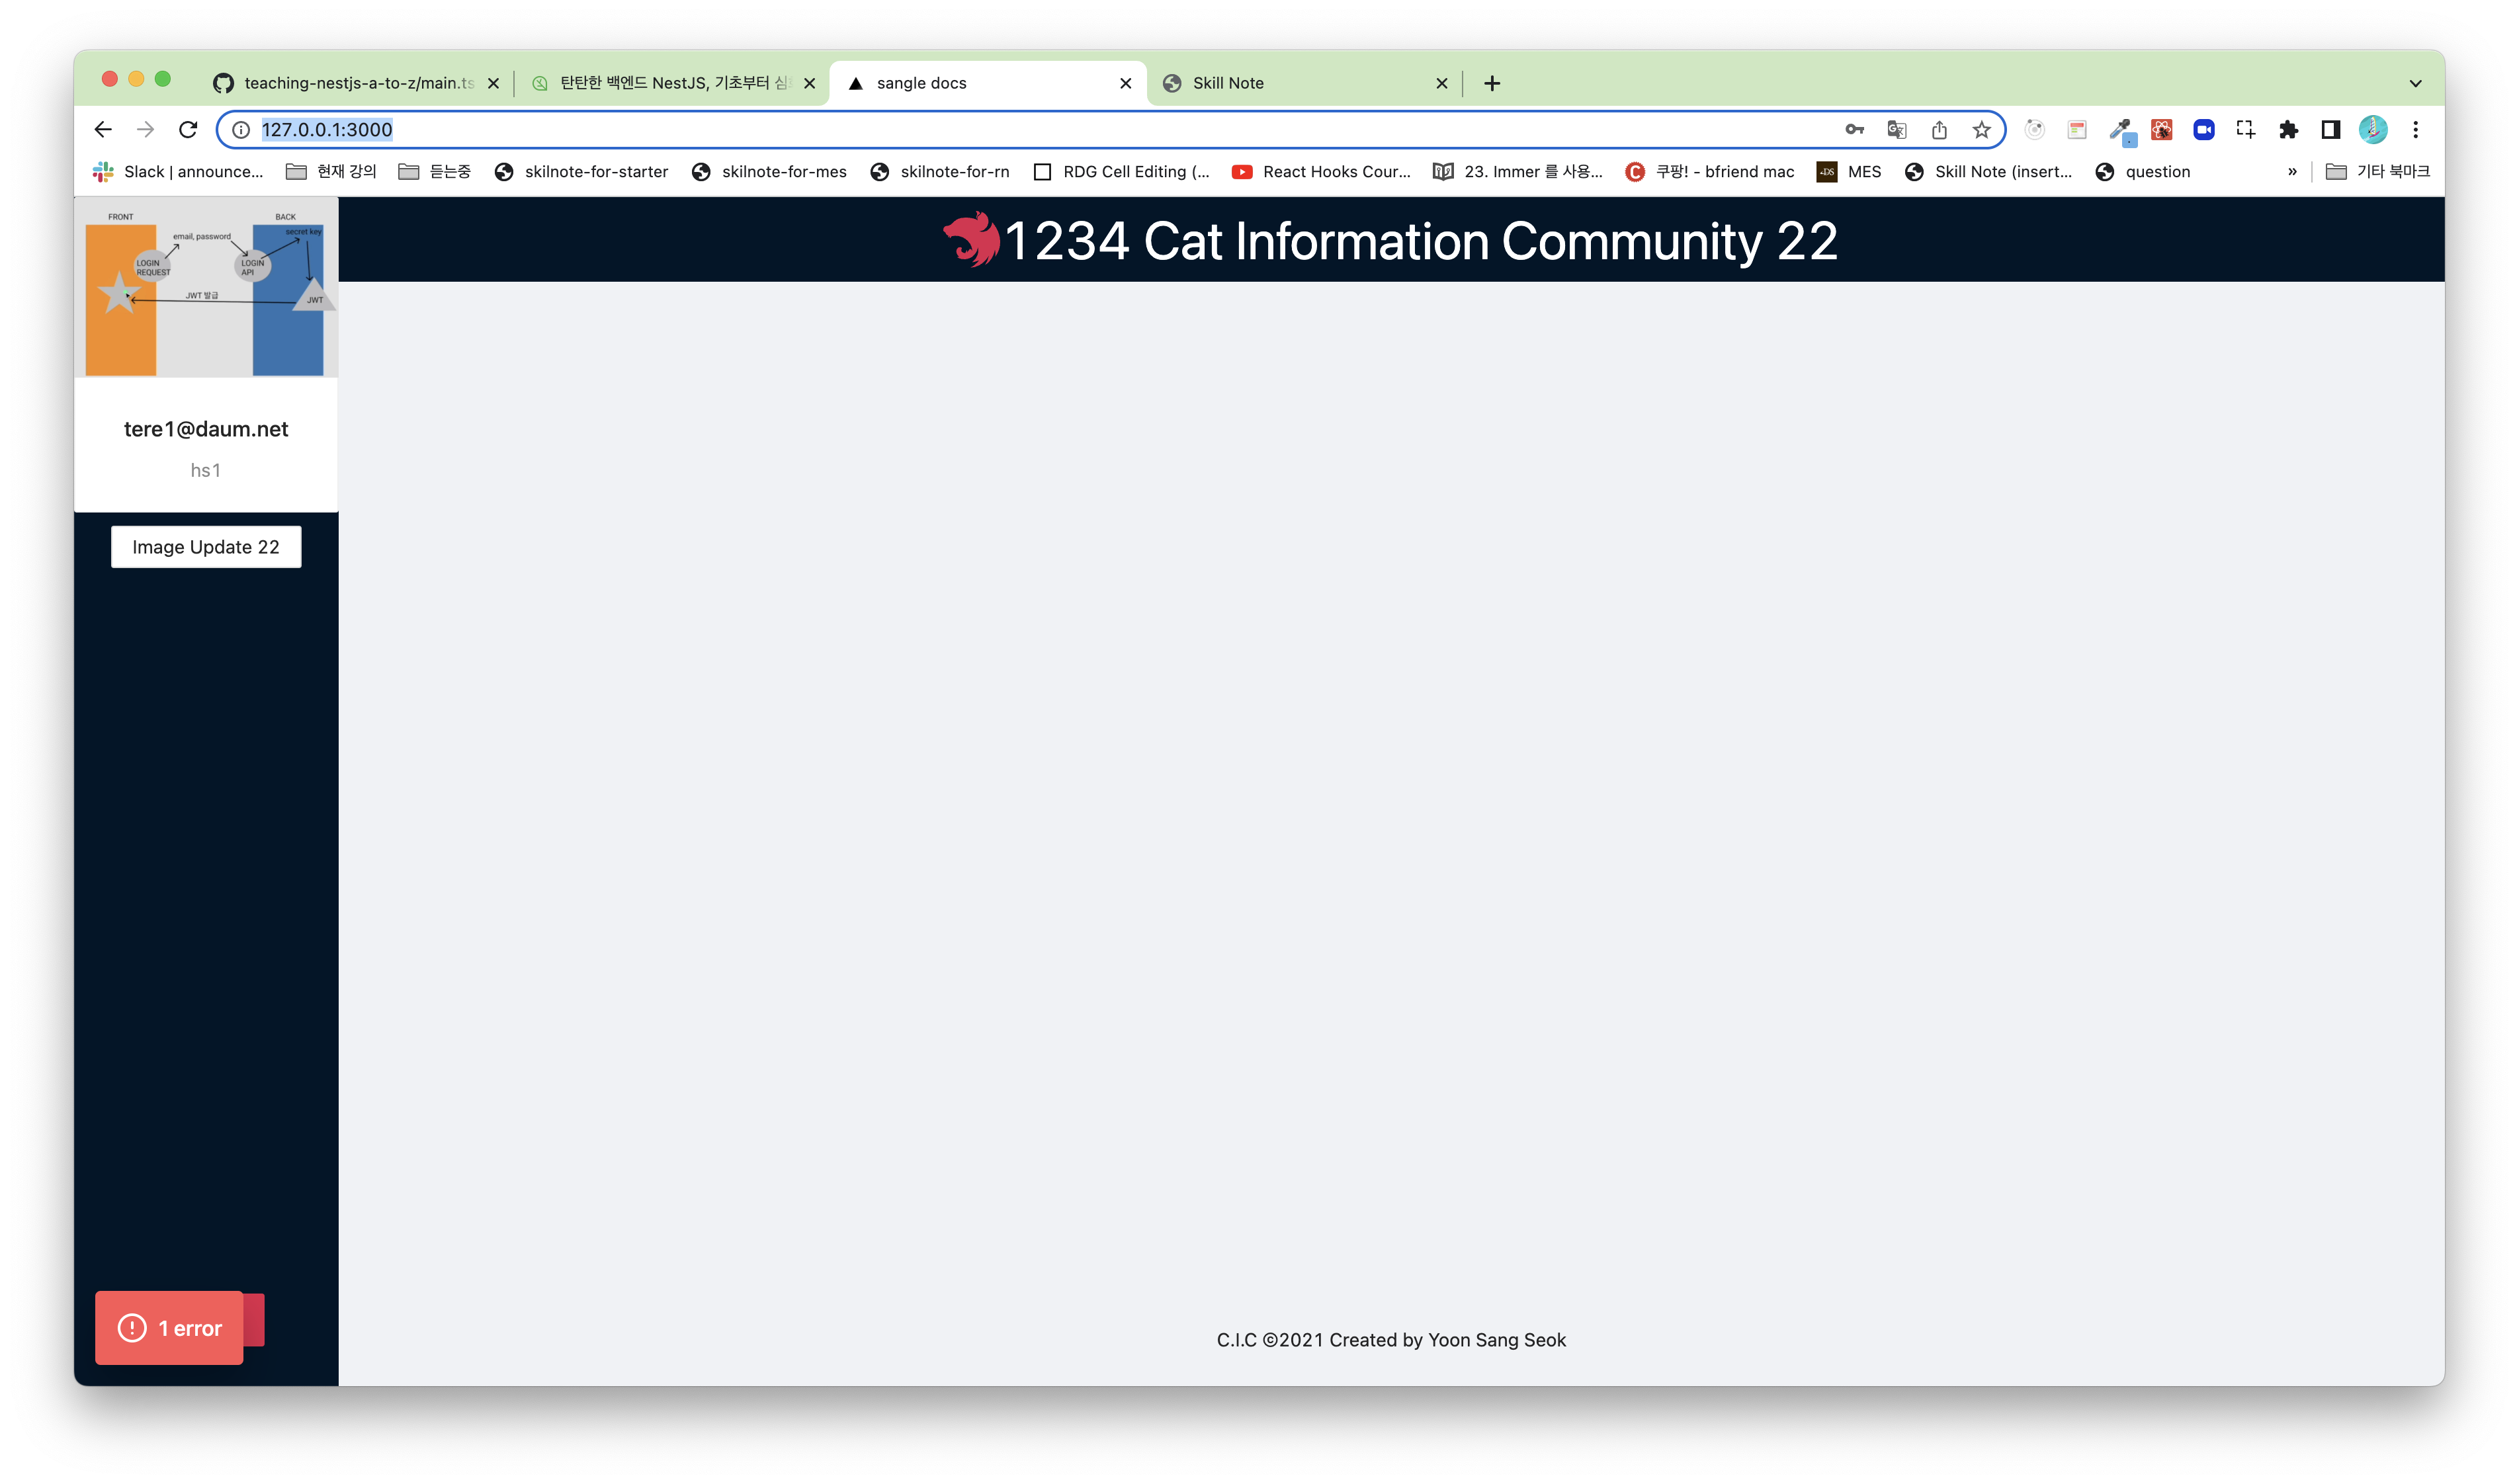 teaching-nestjs-a-to-z/main.ts
탄탄한 백엔드 NestJS, 기초부터 심
sangle docs
Skill Note
127.0.0.1:3000
Slack | announce...
현재 강의
듣는중
skilnote-for-starter
skilnote-for-mes
skilnote-for-rn
RDG Cell Editing (...
React Hooks Cour...
23. Immer 를 사용...
쿠팡! - bfriend mac
MES
Skill Note (insert...
question
»
기타 북마크
FRONT
BACK
email, password
secret key
LOGIN
REQUEST
LOGIN
API
JWT 발급
JWT
1234 Cat Information Community 22
tere1@daum.net
hs1
Image Update 22
1 error
C.I.C ©2021 Created by Yoon Sang Seok